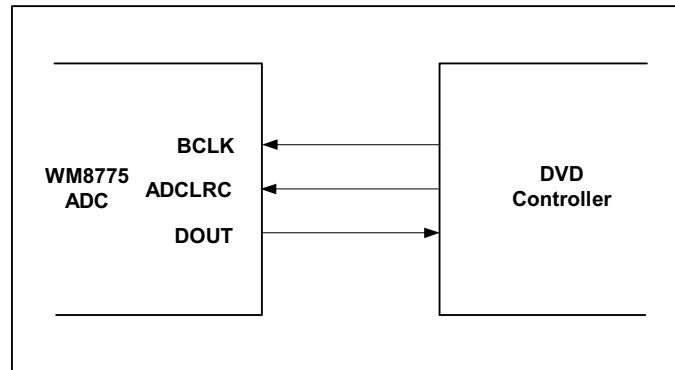 WM8775
ADC
BCLK
ADCLRC
DOUT
DVD
Controller